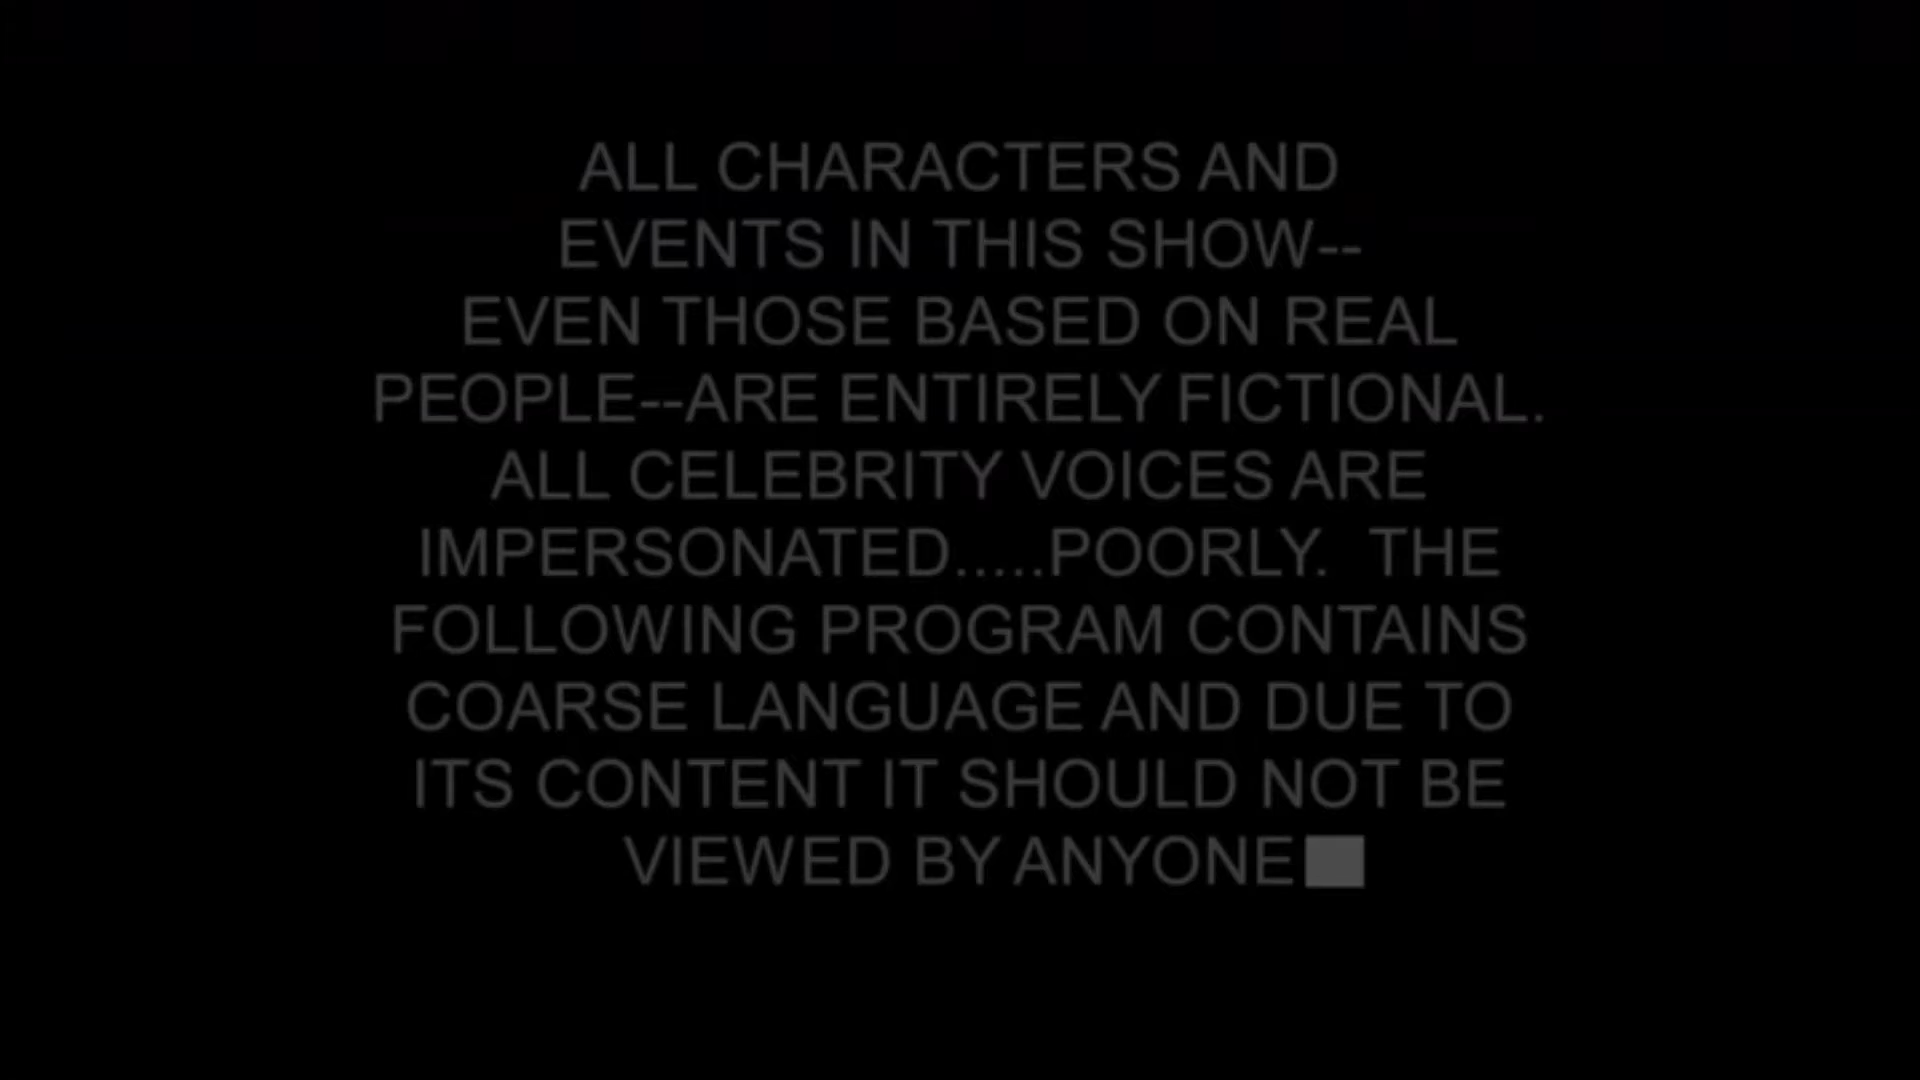 ALL CHARACTERS AND
EVENTS IN THIS SHOW--
EVEN THOSE BASED ON REAL
PEOPLE--ARE ENTIRELY FICTIONAL.
ALL CELEBRITY VOICES ARE
IMPERSONATED.....POORLY.  THE
FOLLOWING PROGRAM CONTAINS
COARSE LANGUAGE AND DUE TO
ITS CONTENT IT SHOULD NOT BE
VIEWED BY ANYONE■